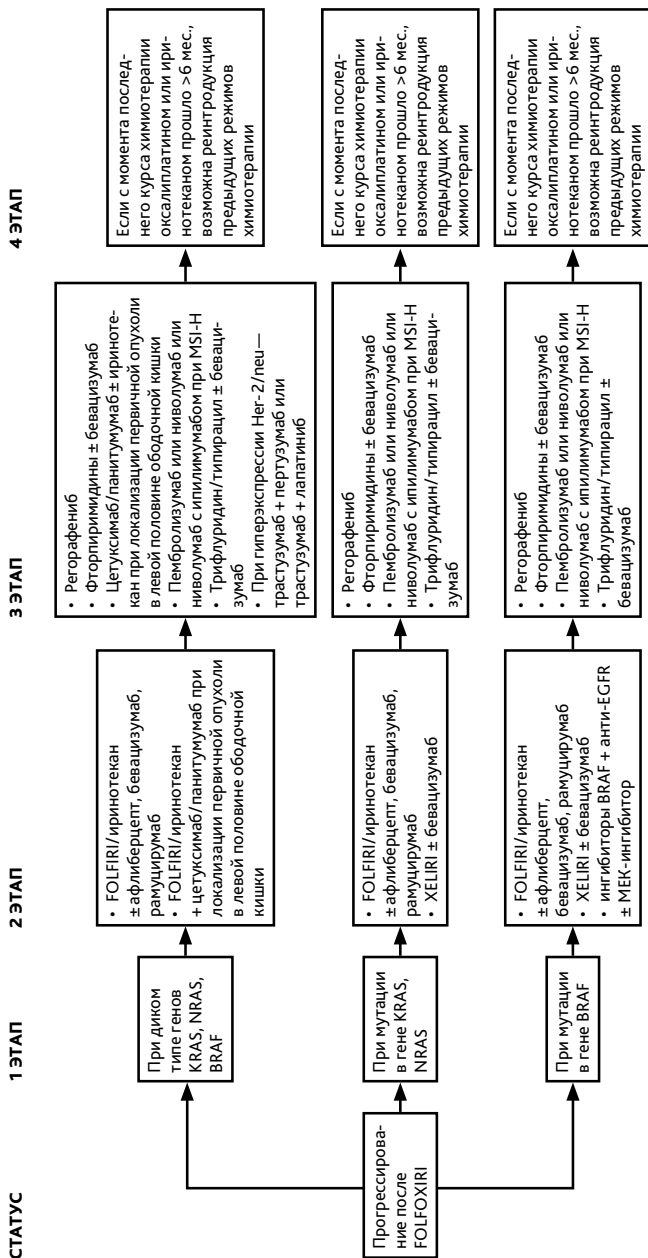 СТАТУС
1 ЭТАП
2 ЭТАП
3 ЭТАП
4 ЭТАП
Прогрессирова-
ние после
FOLFOXIRI
При диком
типе генов
KRAS, NRAS,
BRAF
• FOLFIRI/иринотекан
± афлиберцепт, бевацизумаб,
рамуцирумаб
• FOLFIRI/иринотекан
+ цетуксимаб/панитумумаб при
локализации первичной опухоли
в левой половине ободочной
кишки
• Регорафениб
• Фторпиримидины ± бевацизумаб
• Цетуксимаб/панитумумаб ±ириноте-
кан при локализации первичной опухоли
в левой половине ободочной кишки
• Пембролизумаб или ниволумаб или
ниволумаб с ипилимумабом при MSI-H
• Трифлуридин/типирацил ± беваци-
зумаб
• При гиперэкспрессии Her-2/neu —
трастузумаб + пертузумаб или
трастузумаб + лапатиниб
Если с момента послед-
него курса химиотерапии
оксалиплатином или ири-
нотеканом прошло >6 мес.,
возможна реинтродукция
предыдущих режимов
химиотерапии
При мутации
в гене KRAS,
NRAS
• FOLFIRI/иринотекан
± афлиберцепт, бевацизумаб,
рамуцирумаб
• XELIRI ± бевацизумаб
• Регорафениб
• Фторпиримидины ± бевацизумаб
• Пембролизумаб или ниволумаб или
ниволумаб с ипилимумабом при MSI-H
• Трифлуридин/типирацил ± беваци-
зумаб
Если с момента послед-
него курса химиотерапии
оксалиплатином или ири-
нотеканом прошло >6 мес.,
возможна реинтродукция
предыдущих режимов
химиотерапии
При мутации
в гене BRAF
• FOLFIRI/иринотекан
± афлиберцепт,
бевацизумаб, рамуцирумаб
• XELIRI ± бевацизумаб
• ингибиторы BRAF + анти-EGFR
± МЕК-ингибитор
• Регорафениб
• Фторпиримидины ± бевацизумаб
• Пембролизумаб или ниволумаб или
ниволумаб с ипилимумабом при MSI-H
• Трифлуридин/типирацил ±
бевацизумаб
Если с момента послед-
него курса химиотерапии
оксалиплатином или ири-
нотеканом прошло >6 мес.,
возможна реинтродукция
предыдущих режимов
химиотерапии